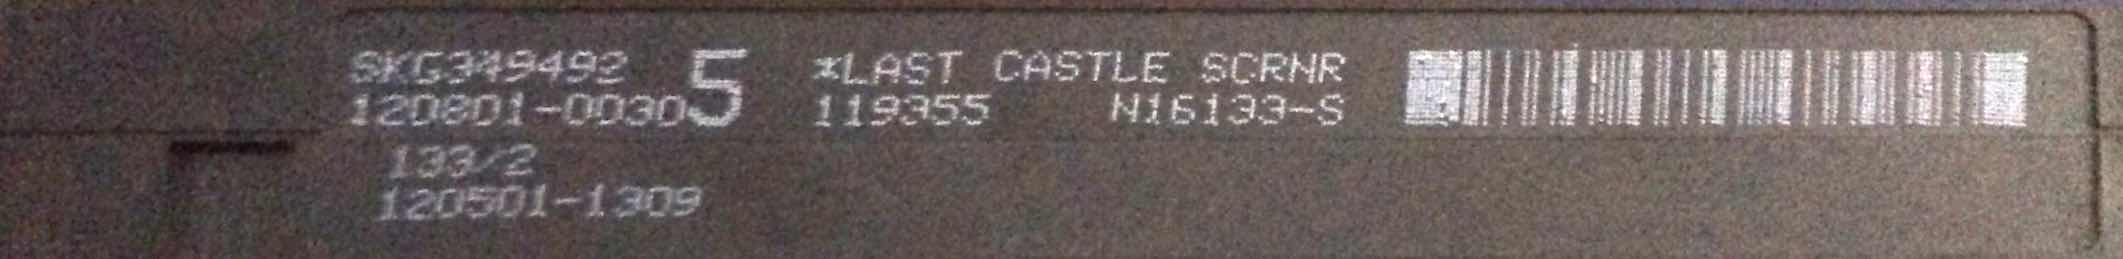 SKG349492 5 *LAST CASTLE SCRNR
120801-0030 119355 N16133-S
133/2
120501-1309